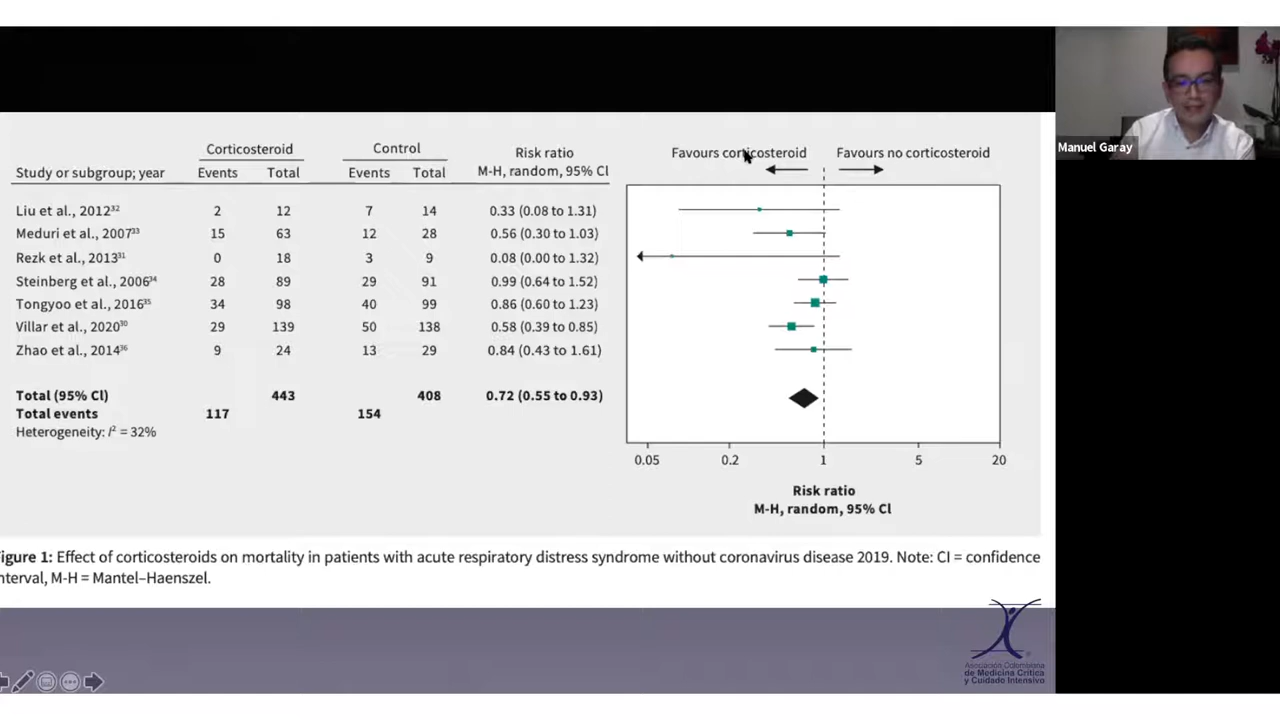 Manuel Garay
Corticosteroid Control Risk ratio Favours corticosteroid Favours no corticosteroid
Study or subgroup; year Events Total Events Total M-H, random, 95% CI
Liu et al., 2012³² 2 12 7 14 0.33 (0.08 to 1.31)
Meduri et al., 2007³³ 15 63 12 28 0.56 (0.30 to 1.03)
Rezk et al., 2013³¹ 0 18 3 9 0.08 (0.00 to 1.32)
Steinberg et al., 2006³⁴ 28 89 29 91 0.99 (0.64 to 1.52)
Tongyoo et al., 2016³⁵ 34 98 40 99 0.86 (0.60 to 1.23)
Villar et al., 2020³⁰ 29 139 50 138 0.58 (0.39 to 0.85)
Zhao et al., 2014³⁶ 9 24 13 29 0.84 (0.43 to 1.61)
Total (95% CI) 443 408 0.72 (0.55 to 0.93)
Total events 117 154
Heterogeneity: I² = 32%
0.05 0.2 1 5 20
Risk ratio
M-H, random, 95% CI
igure 1: Effect of corticosteroids on mortality in patients with acute respiratory distress syndrome without coronavirus disease 2019. Note: CI = confidence
nterval, M-H = Mantel–Haenszel.
Asociación Colombiana
de Medicina Crítica
y Cuidado Intensivo